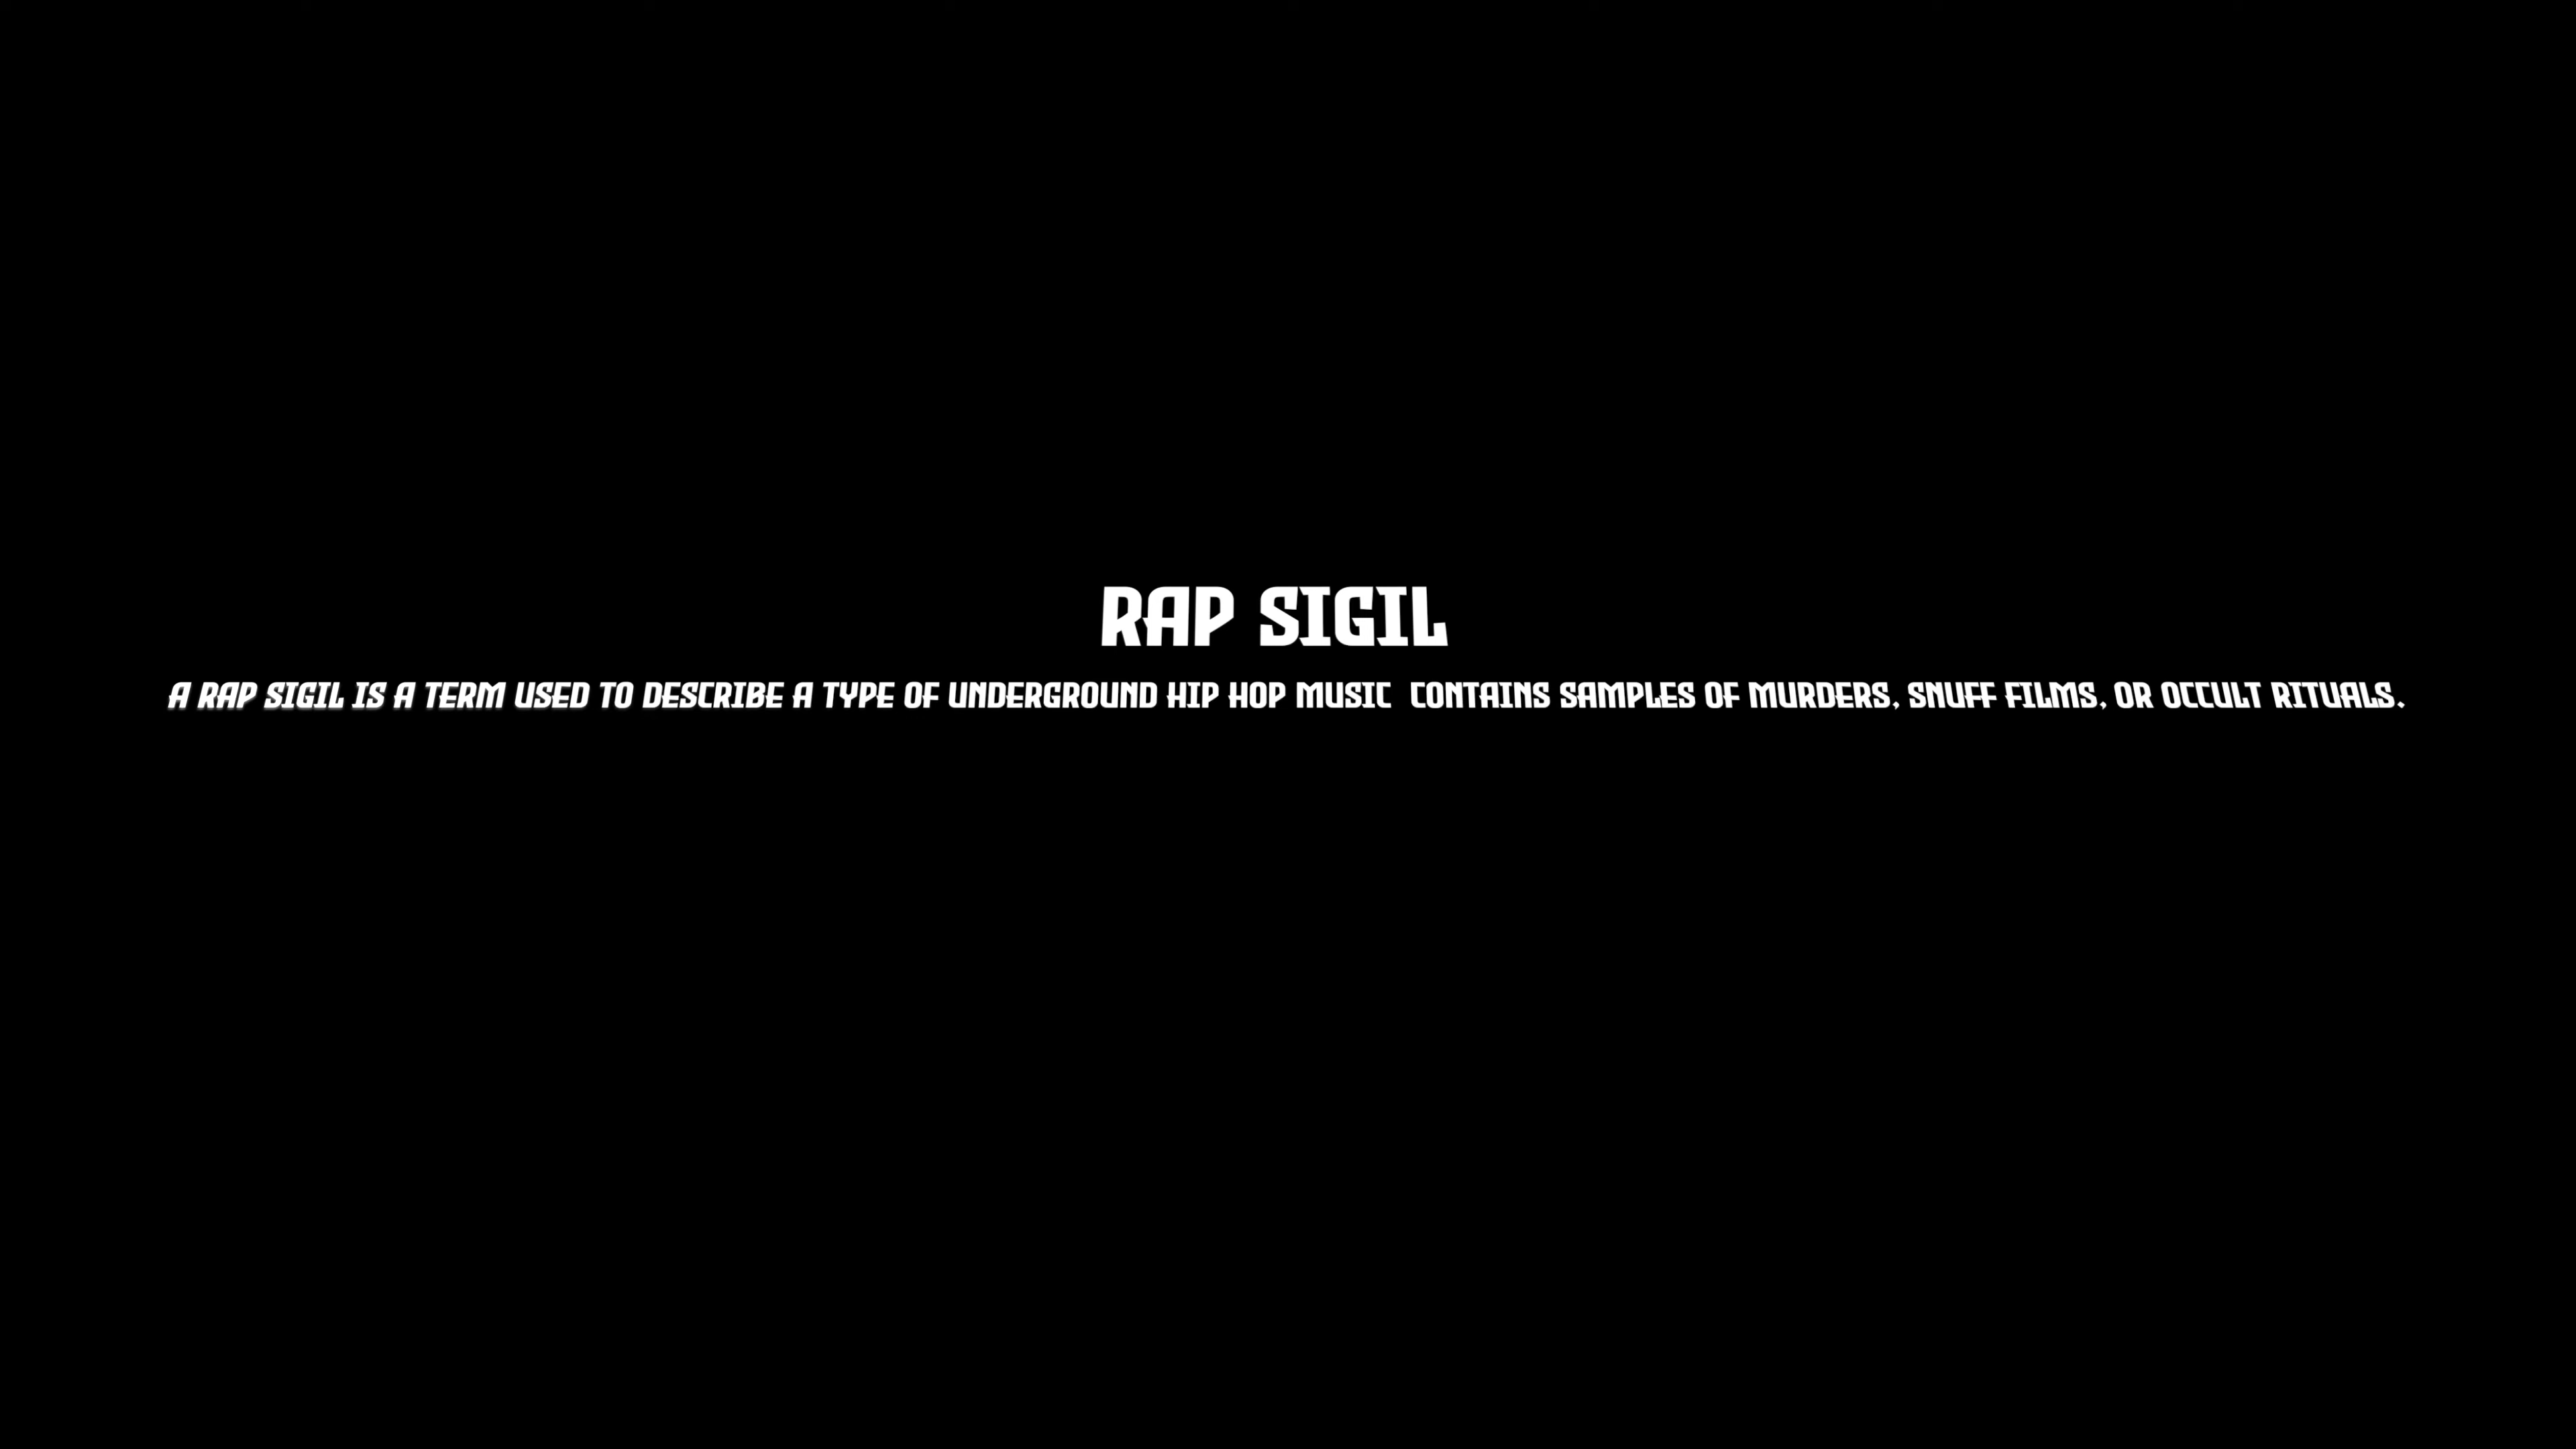 RAP SIGIL
A RAP SIGIL IS A TERM USED TO DESCRIBE A TYPE OF UNDERGROUND HIP HOP MUSIC  CONTAINS SAMPLES OF MURDERS, SNUFF FILMS, OR OCCULT RITUALS.